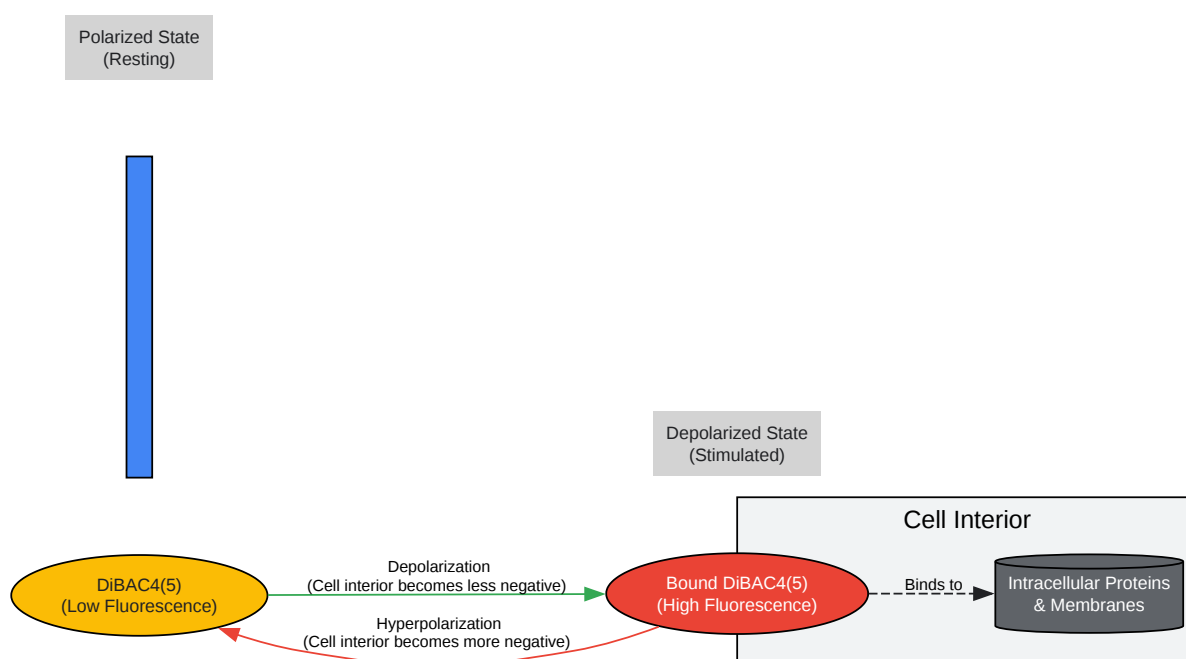 Polarized State
(Resting)
Depolarized State
(Stimulated)
Cell Interior
DiBAC4(5)
(Low Fluorescence)
Depolarization
(Cell interior becomes less negative)
Bound DiBAC4(5)
(High Fluorescence)
Binds to
Intracellular Proteins
& Membranes
Hyperpolarization
(Cell interior becomes more negative)